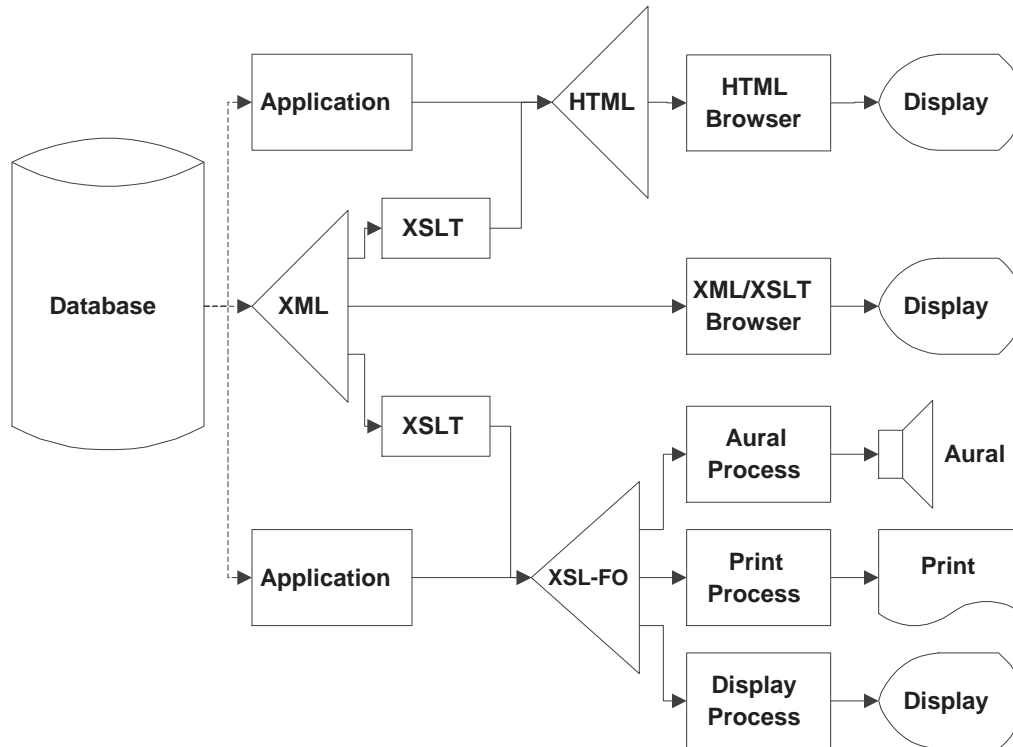 Application
HTML
HTML
Browser
Display
XSLT
Database
XML
XML/XSLT
Browser
Display
XSLT
Aural
Process
Aural
Application
XSL-FO
Print
Process
Print
Display
Process
Display